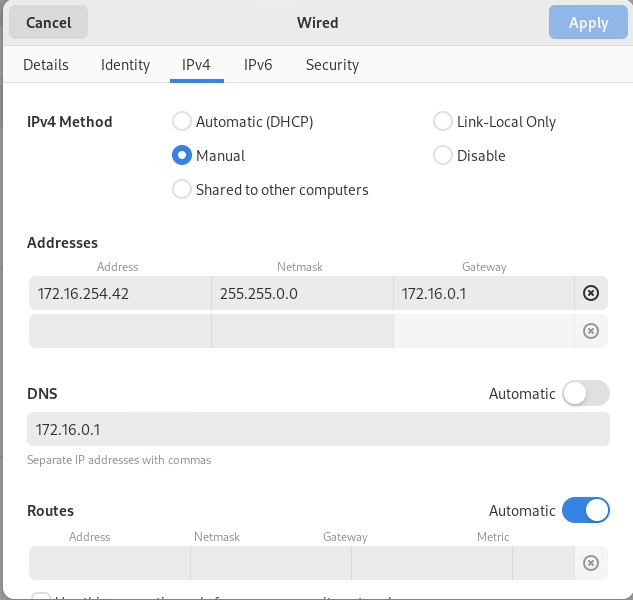 Cancel Wired Apply
Details Identity IPv4 IPv6 Security
IPv4 Method Automatic (DHCP) Link-Local Only
Manual Disable
Shared to other computers
Addresses
Address Netmask Gateway
172.16.254.42 255.255.0.0 172.16.0.1
DNS Automatic
172.16.0.1
Separate IP addresses with commas
Routes Automatic
Address Netmask Gateway Metric